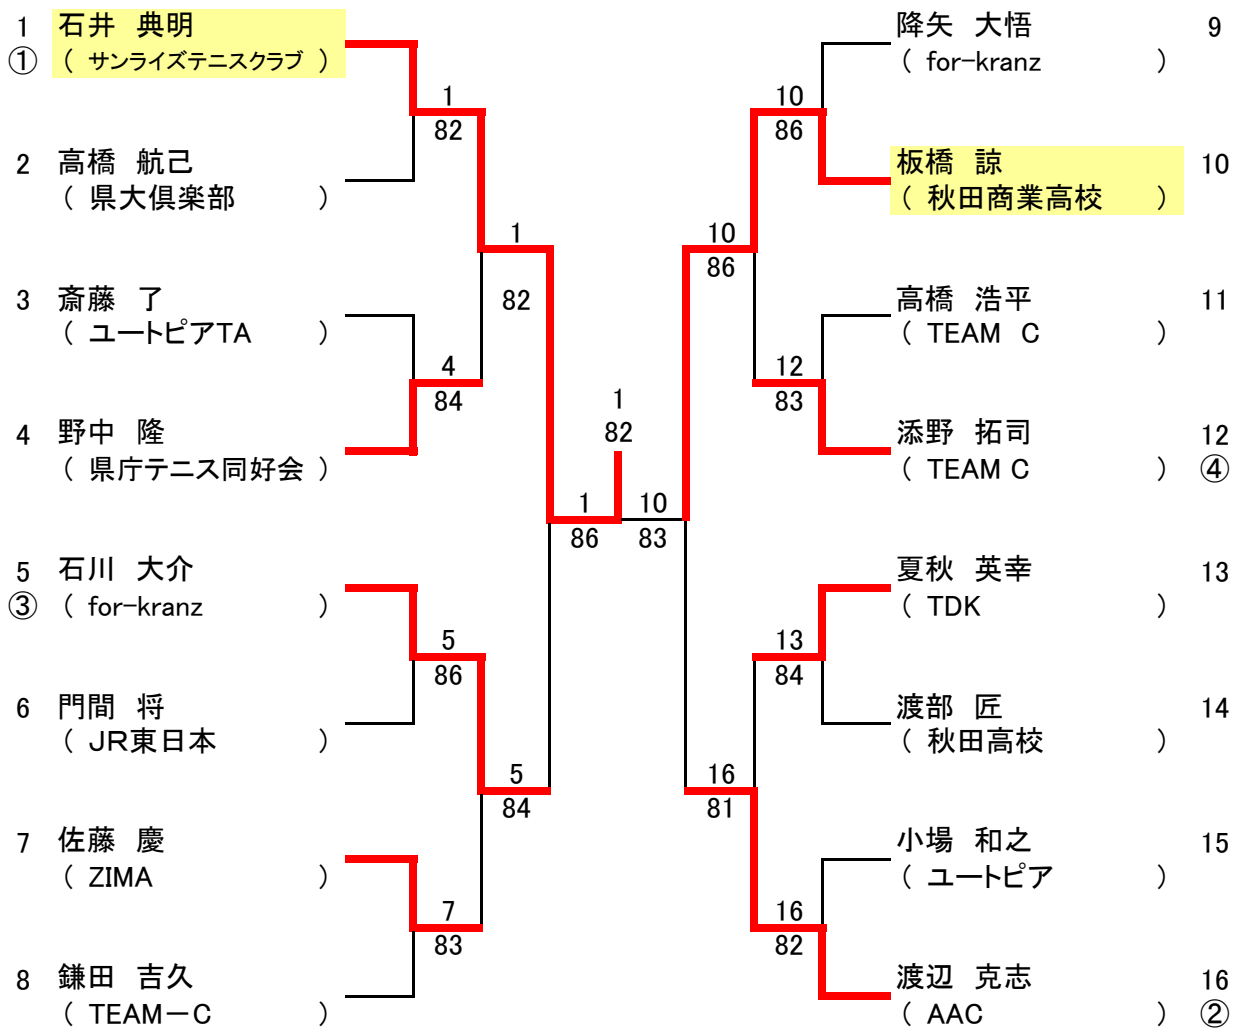 1 石井 典明
① ( サンライズテニスクラブ )
1
82
2 高橋 航己
( 県大倶楽部 )
1
82
3 斎藤 了
( ユートピアTA )
4
84
4 野中 隆
( 県庁テニス同好会 )
1
82
1
86
10
83
5 石川 大介
③ ( for-kranz )
5
86
6 門間 将
( JR東日本 )
5
84
7 佐藤 慶
( ZIMA )
7
83
8 鎌田 吉久
( TEAM－C )
降矢 大悟 9
( for-kranz )
10
86
板橋 諒 10
( 秋田商業高校 )
10
86
高橋 浩平 11
( TEAM C )
12
83
添野 拓司 12
( TEAM C ) ④
夏秋 英幸 13
( TDK )
13
84
渡部 匠 14
( 秋田高校 )
16
81
小場 和之 15
( ユートピア )
16
82
渡辺 克志 16
( AAC ) ②